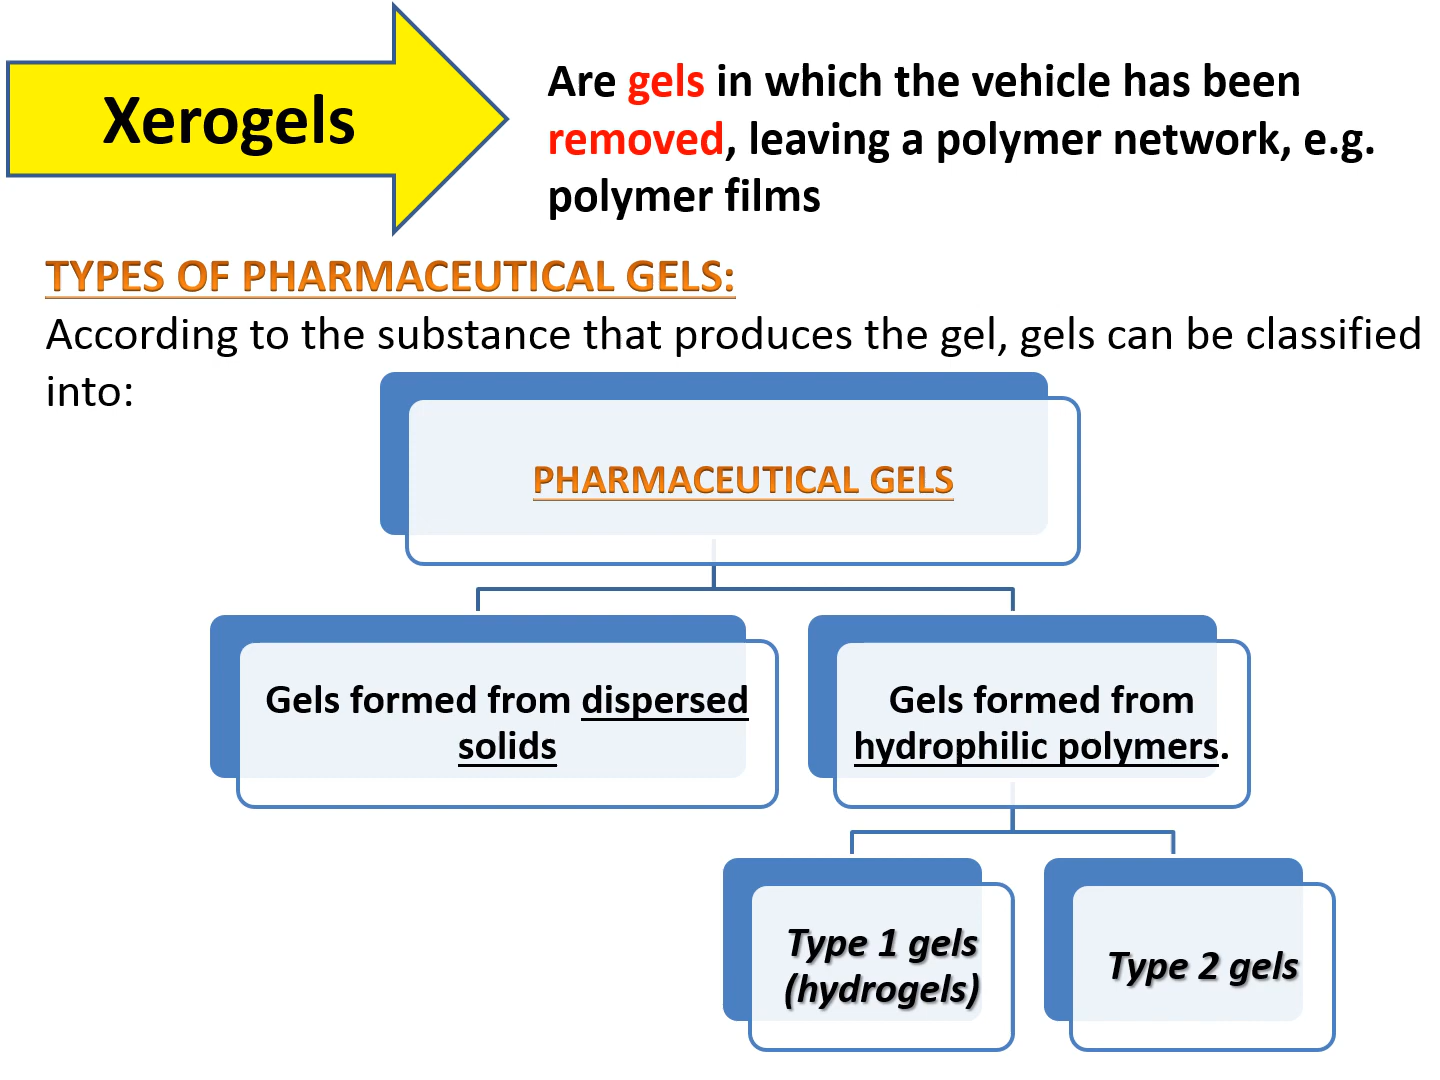 Xerogels
Are gels in which the vehicle has been
removed, leaving a polymer network, e.g.
polymer films
TYPES OF PHARMACEUTICAL GELS:
According to the substance that produces the gel, gels can be classified
into:
PHARMACEUTICAL GELS
Gels formed from dispersed
solids
Gels formed from
hydrophilic polymers.
Type 1 gels
(hydrogels)
Type 2 gels